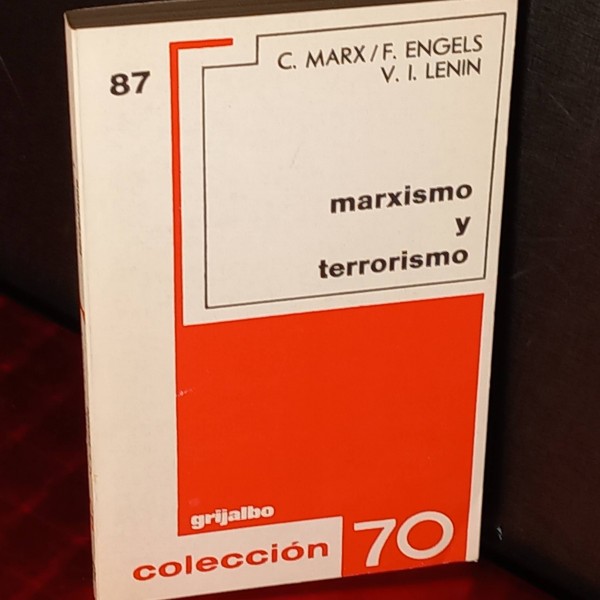 87
C. MARX/F. ENGELS
V. I. LENIN
marxismo
y
terrorismo
grijalbo
colección 70